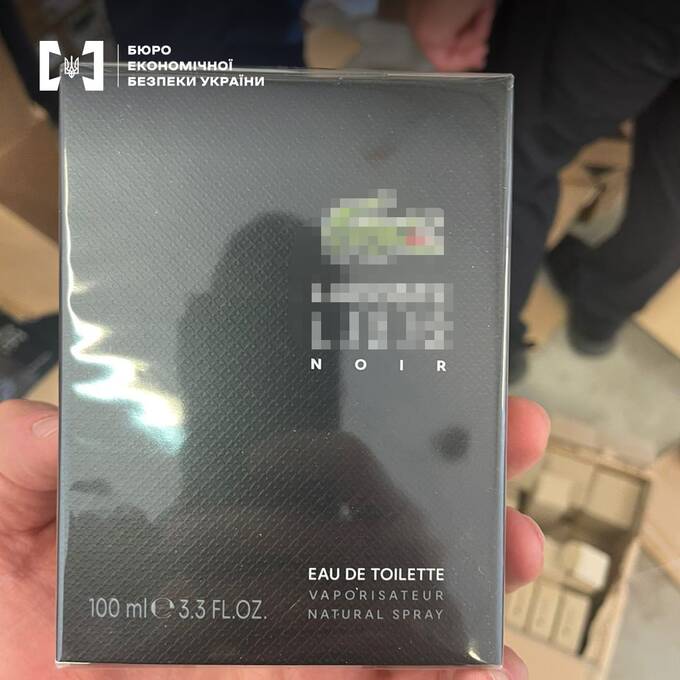 БЮРО
ЕКОНОМІЧНОЇ
БЕЗПЕКИ УКРАЇНИ
NOIR
EAU DE TOILETTE
VAPORISATEUR
NATURAL SPRAY
100 ml ℮ 3.3 FL.OZ.